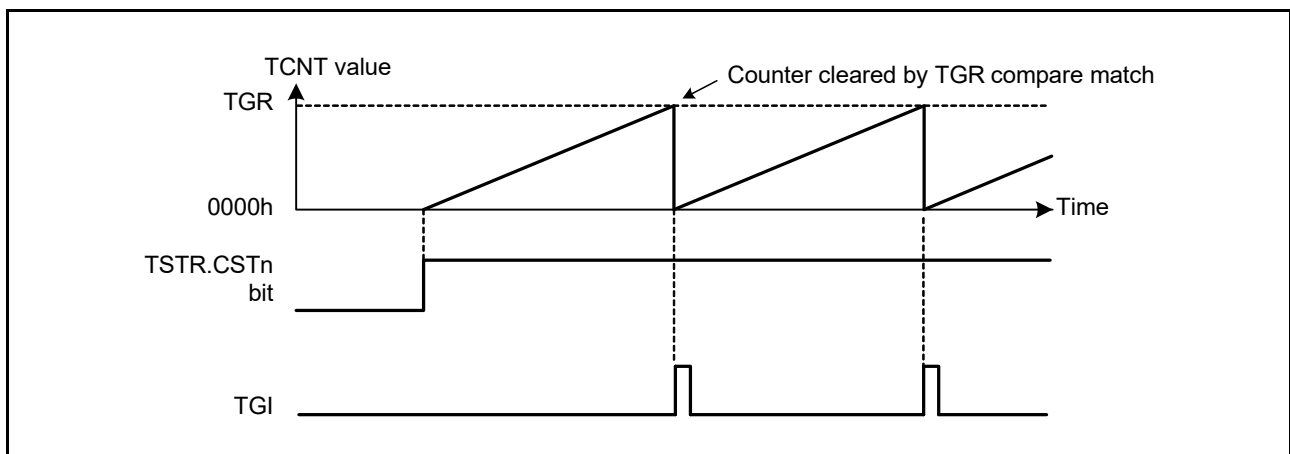 TCNT value
Counter cleared by TGR compare match
TGR
0000h
Time
TSTR.CSTn
bit
TGI